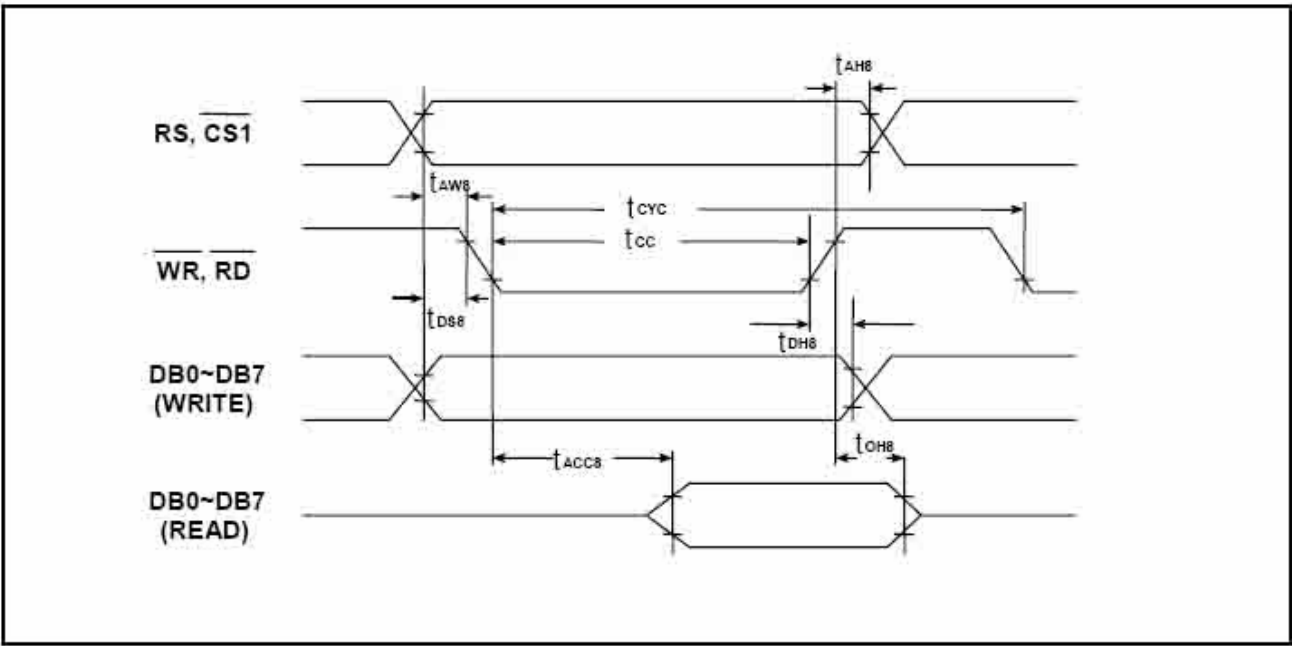 tAH8
RS, CS1
tAW8
tCYC
tCC
WR, RD
tDS8
tDH8
DB0~DB7
(WRITE)
tOH8
tACC8
DB0~DB7
(READ)